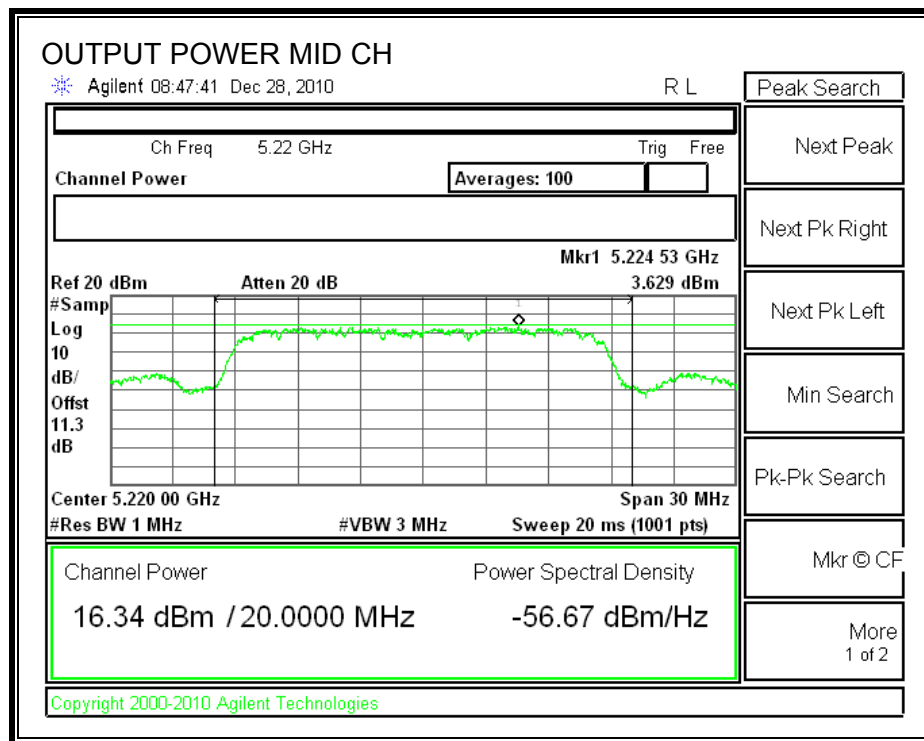 OUTPUT POWER MID CH
Agilent 08:47:41 Dec 28, 2010 R L
Peak Search
Ch Freq 5.22 GHz Trig Free
Channel Power Averages: 100
Mkr1 5.224 53 GHz
Ref 20 dBm Atten 20 dB 3.629 dBm
#Samp
Log
10
dB/
Offst
11.3
dB
1
Center 5.220 00 GHz Span 30 MHz
#Res BW 1 MHz #VBW 3 MHz Sweep 20 ms (1001 pts)
Channel Power Power Spectral Density
16.34 dBm / 20.0000 MHz -56.67 dBm/Hz
Copyright 2000-2010 Agilent Technologies
Next Peak
Next Pk Right
Next Pk Left
Min Search
Pk-Pk Search
Mkr © CF
More
1 of 2